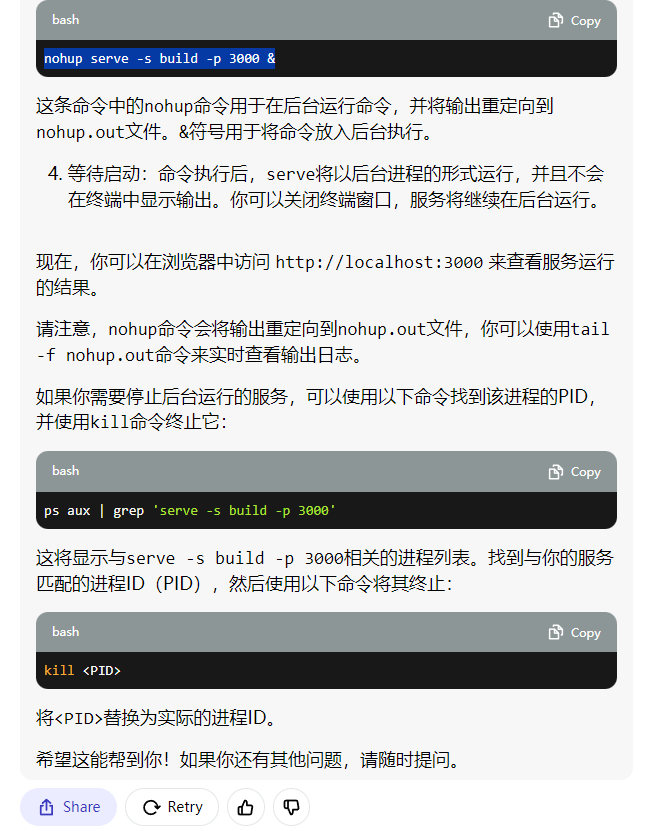 bash
Copy
nohup serve -s build -p 3000 &
这条命令中的nohup命令用于在后台运行命令，并将输出重定向到
nohup.out文件。&符号用于将命令放入后台执行。
4. 等待启动：命令执行后，serve将以后台进程的形式运行，并且不会
在终端中显示输出。你可以关闭终端窗口，服务将继续在后台运行。
现在，你可以在浏览器中访问 http://localhost:3000 来查看服务运行
的结果。
请注意，nohup命令会将输出重定向到nohup.out文件，你可以使用tail
-f nohup.out命令来实时查看输出日志。
如果你需要停止后台运行的服务，可以使用以下命令找到该进程的PID，
并使用kill命令终止它：
bash
Copy
ps aux | grep 'serve -s build -p 3000'
这将显示与serve -s build -p 3000相关的进程列表。找到与你的服务
匹配的进程ID（PID），然后使用以下命令将其终止：
bash
Copy
kill <PID>
将<PID>替换为实际的进程ID。
希望这能帮到你！如果你还有其他问题，请随时提问。
Share
Retry